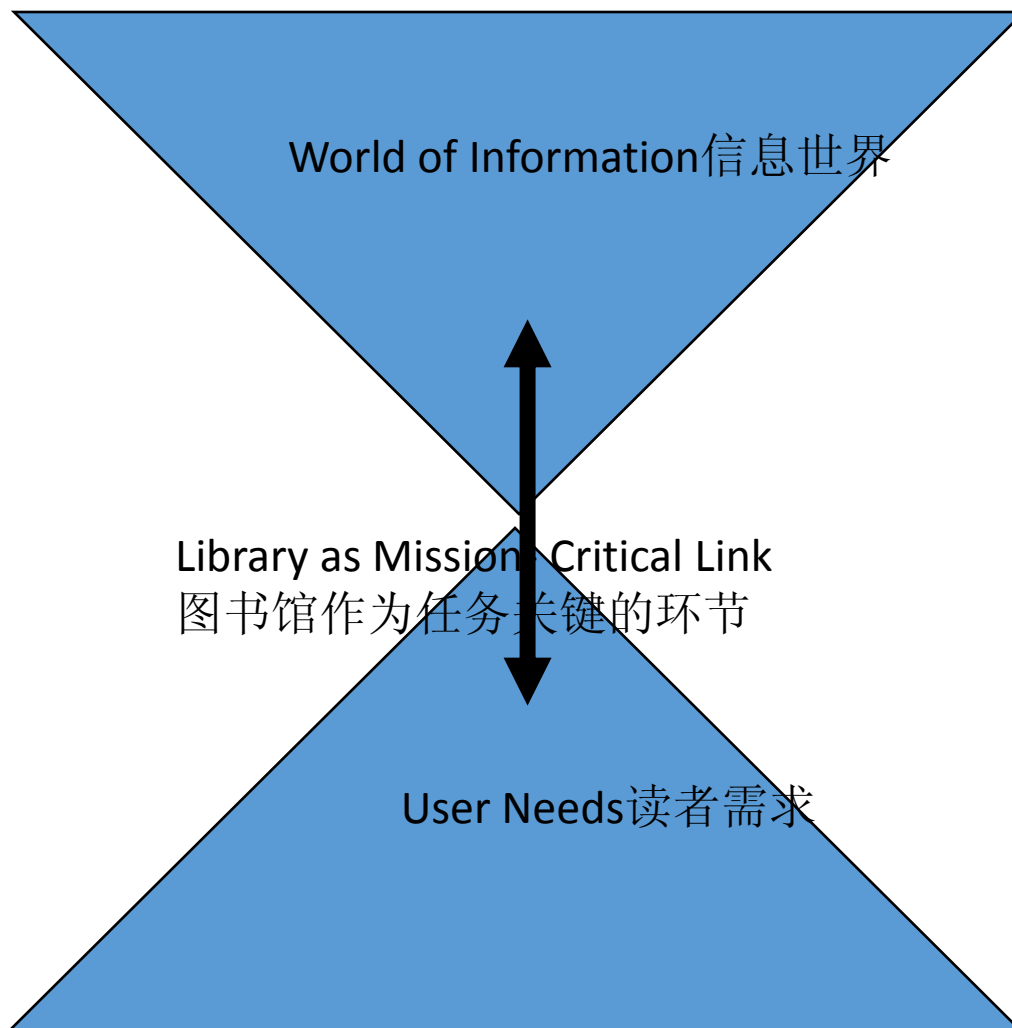 World of Information信息世界
Library as Mission- Critical Link
图书馆作为任务关键的环节
User Needs读者需求